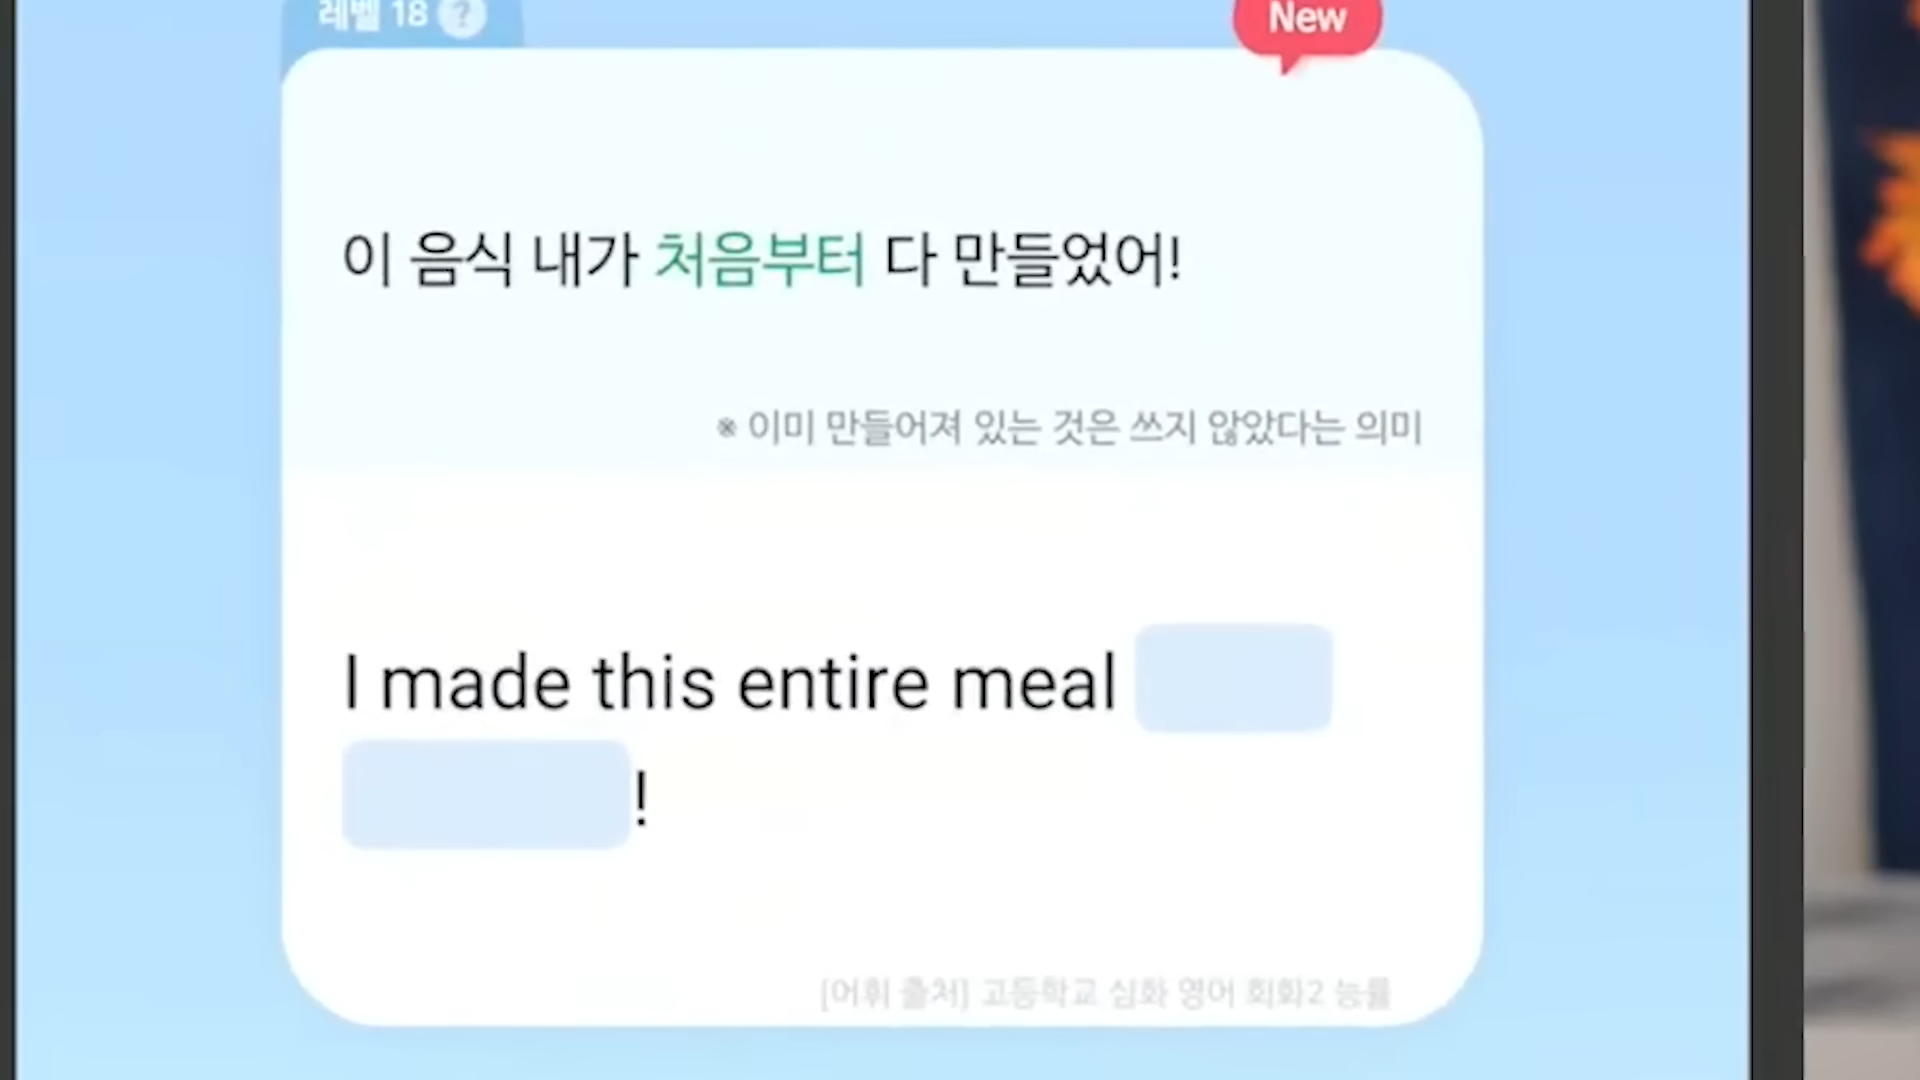 레벨 18 ?
New
이 음식 내가 처음부터 다 만들었어!
※ 이미 만들어져 있는 것은 쓰지 않았다는 의미
I made this entire meal
!
[어휘 출처] 고등학교 심화 영어 회화2 능률